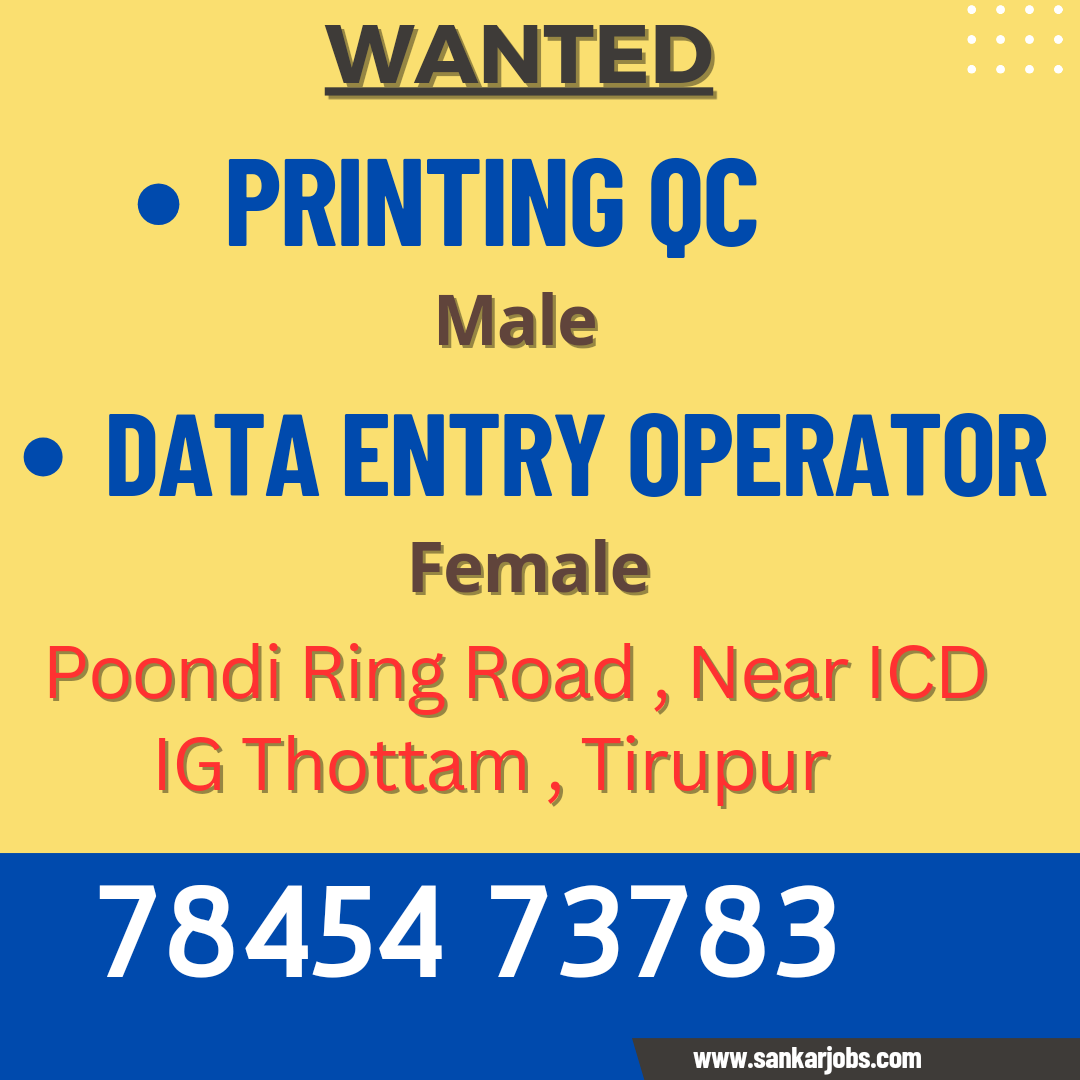 WANTED
• PRINTING QC
Male
• DATA ENTRY OPERATOR
Female
Poondi Ring Road , Near ICD
IG Thottam , Tirupur
78454 73783
www.sankarjobs.com